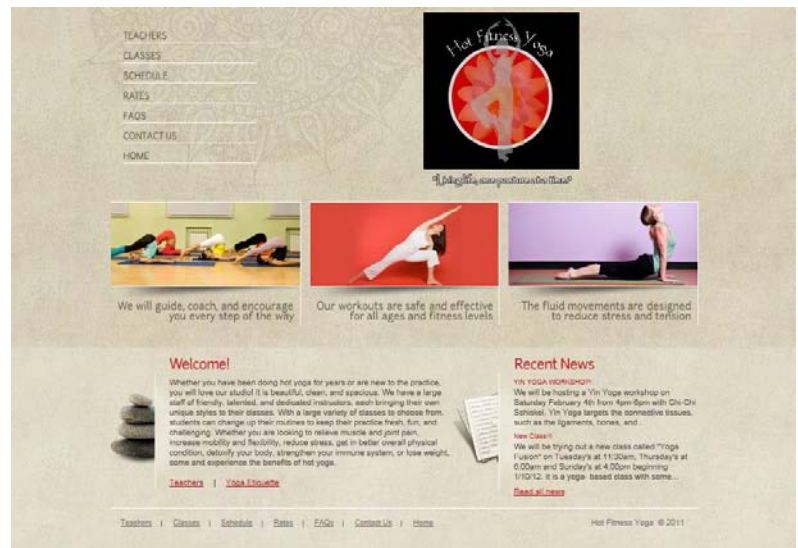 TEACHERS
CLASSES
SCHEDULE
RATES
FAQS
CONTACT US
HOME
Hot Fitness Yoga
"Living life, one posture at a time."
We will guide, coach, and encourage
you every step of the way
Our workouts are safe and effective
for all ages and fitness levels
The fluid movements are designed
to reduce stress and tension
Welcome!
Whether you have been doing hot yoga for years or are new to the practice,
you will love our studio! It is beautiful, clean, and spacious. We have a large
staff of friendly, talented, and dedicated instructors, each bringing their own
unique styles to their classes. With a large variety of classes to choose from,
students can change up their routines to keep their practice fresh, fun, and
challenging. Whether you are looking to relieve muscle and joint pain,
increase mobility and flexibility, reduce stress, get in better overall physical
condition, detoxify your body, strengthen your immune system, or lose weight,
come and experience the benefits of hot yoga.
Teachers | Yoga Etiquette
Recent News
YIN YOGA WORKSHOP!
We will be hosting a Yin Yoga workshop on
Saturday February 4th from 4pm-6pm with Chi-Chi
Schiskel. Yin Yoga targets the connective tissues,
such as the ligaments, bones, and...
New Class!!
We will be trying out a new class called "Yoga
Fusion" on Tuesday's at 11:30am, Thursday's at
6:00am and Sunday's at 4:00pm beginning
1/10/12. It is a yoga- based class with some...
Read all news
Teachers | Classes | Schedule | Rates | FAQs | Contact Us | Home
Hot Fitness Yoga © 2011